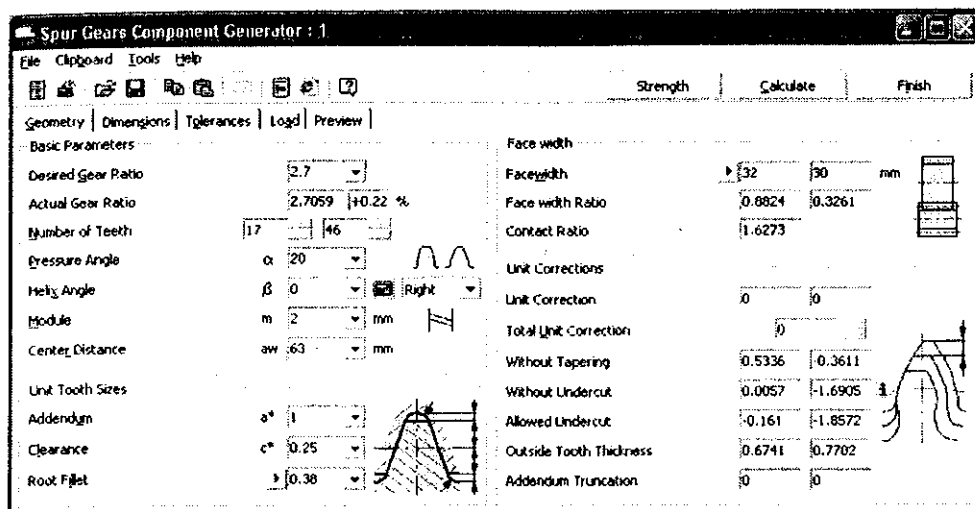 Spur Gears Component Generator : 1
File Clipboard Tools Help
Strength Calculate Finish
Geometry Dimensions Tolerances Load Preview
Basic Parameters
Desired Gear Ratio 2.7
Actual Gear Ratio 2.7059 +0.22 %
Number of Teeth 17 46
Pressure Angle α 20
Helix Angle β 0 Right
Module m 2 mm
Center Distance aw 63 mm
Unit Tooth Sizes
Addendum a* 1
Clearance c* 0.25
Root Fillet 0.38
Face width
Facewidth 32 30 mm
Face width Ratio 0.8824 0.3261
Contact Ratio 1.6273
Unit Corrections
Unit Correction 0 0
Total Unit Correction 0
Without Tapering 0.5336 -0.3611
Without Undercut 0.0057 -1.6905
Allowed Undercut -0.161 -1.8572
Outside Tooth Thickness 0.6741 0.7702
Addendum Truncation 0 0